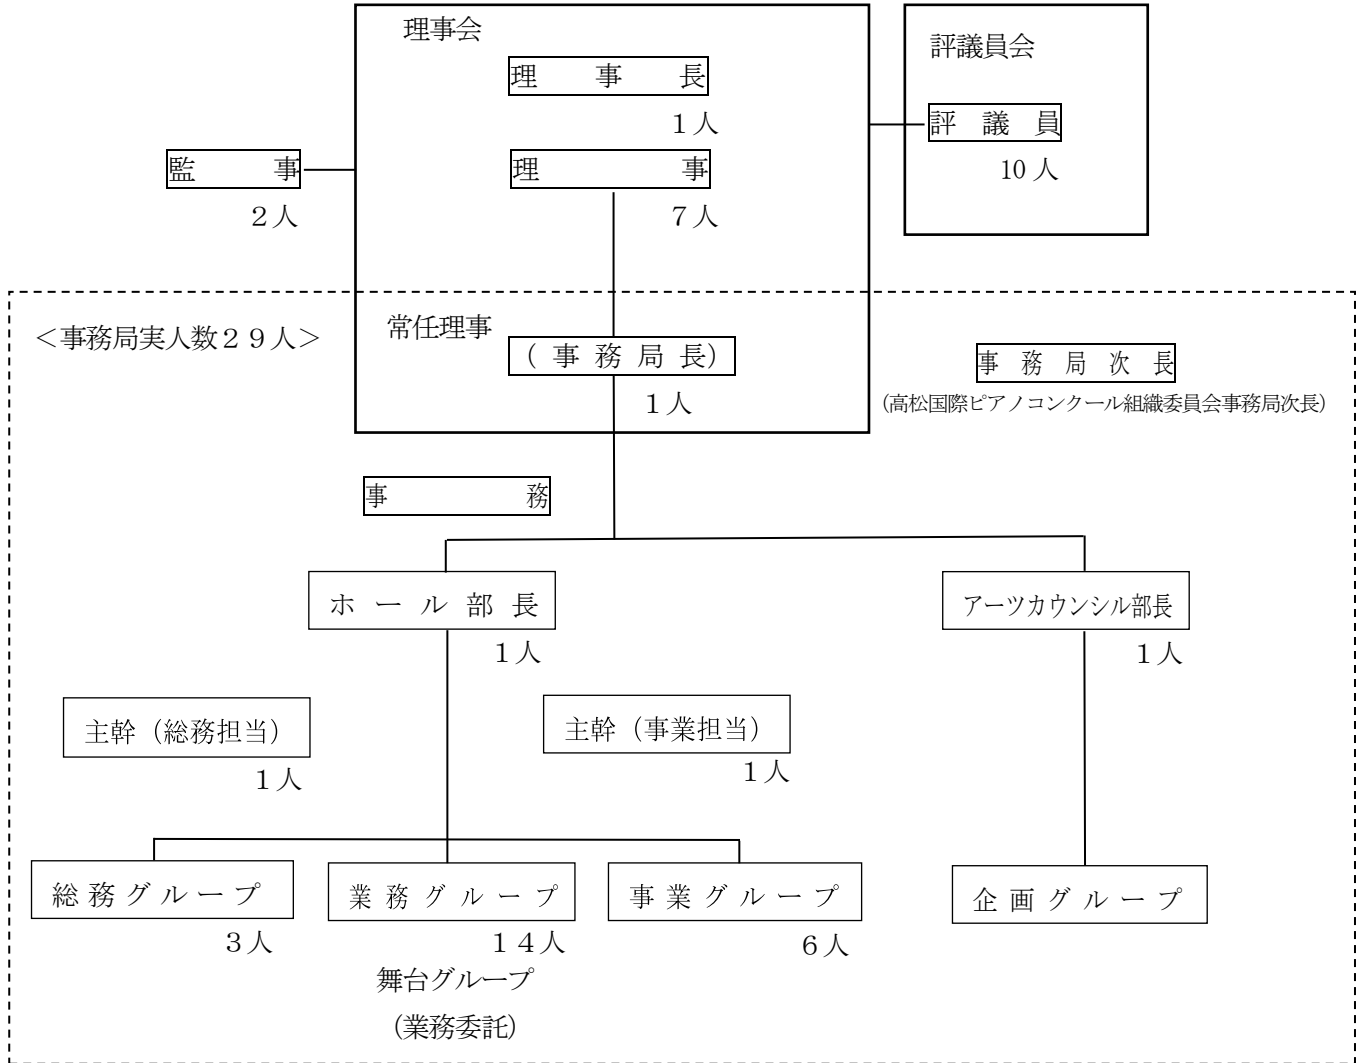 理事会
評議員会
理事長
1人
評議員
10人
監事
2人
理事
7人
<事務局実人数29人>
常任理事
(事務局長)
1人
事務局次長
(高松国際ピアノコンクール組織委員会事務局次長)
事務
ホール部長
1人
アーツカウンシル部長
1人
主幹(総務担当)
1人
主幹(事業担当)
1人
総務グループ
3人
業務グループ
14人
事業グループ
6人
企画グループ
舞台グループ
(業務委託)